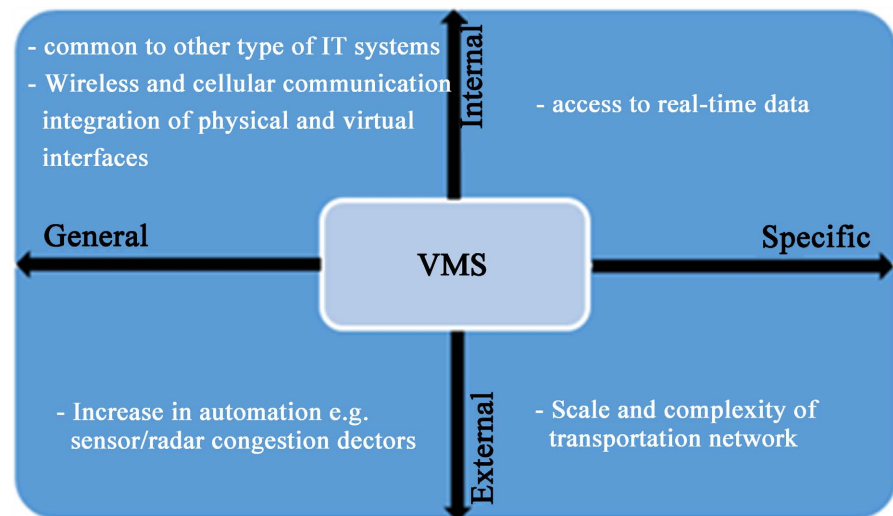 - common to other type of IT systems
- Wireless and cellular communication
integration of physical and virtual
interfaces
Internal
- access to real-time data
General
Specific
VMS
- Increase in automation e.g.
sensor/radar congestion dectors
External
- Scale and complexity of
transportation network